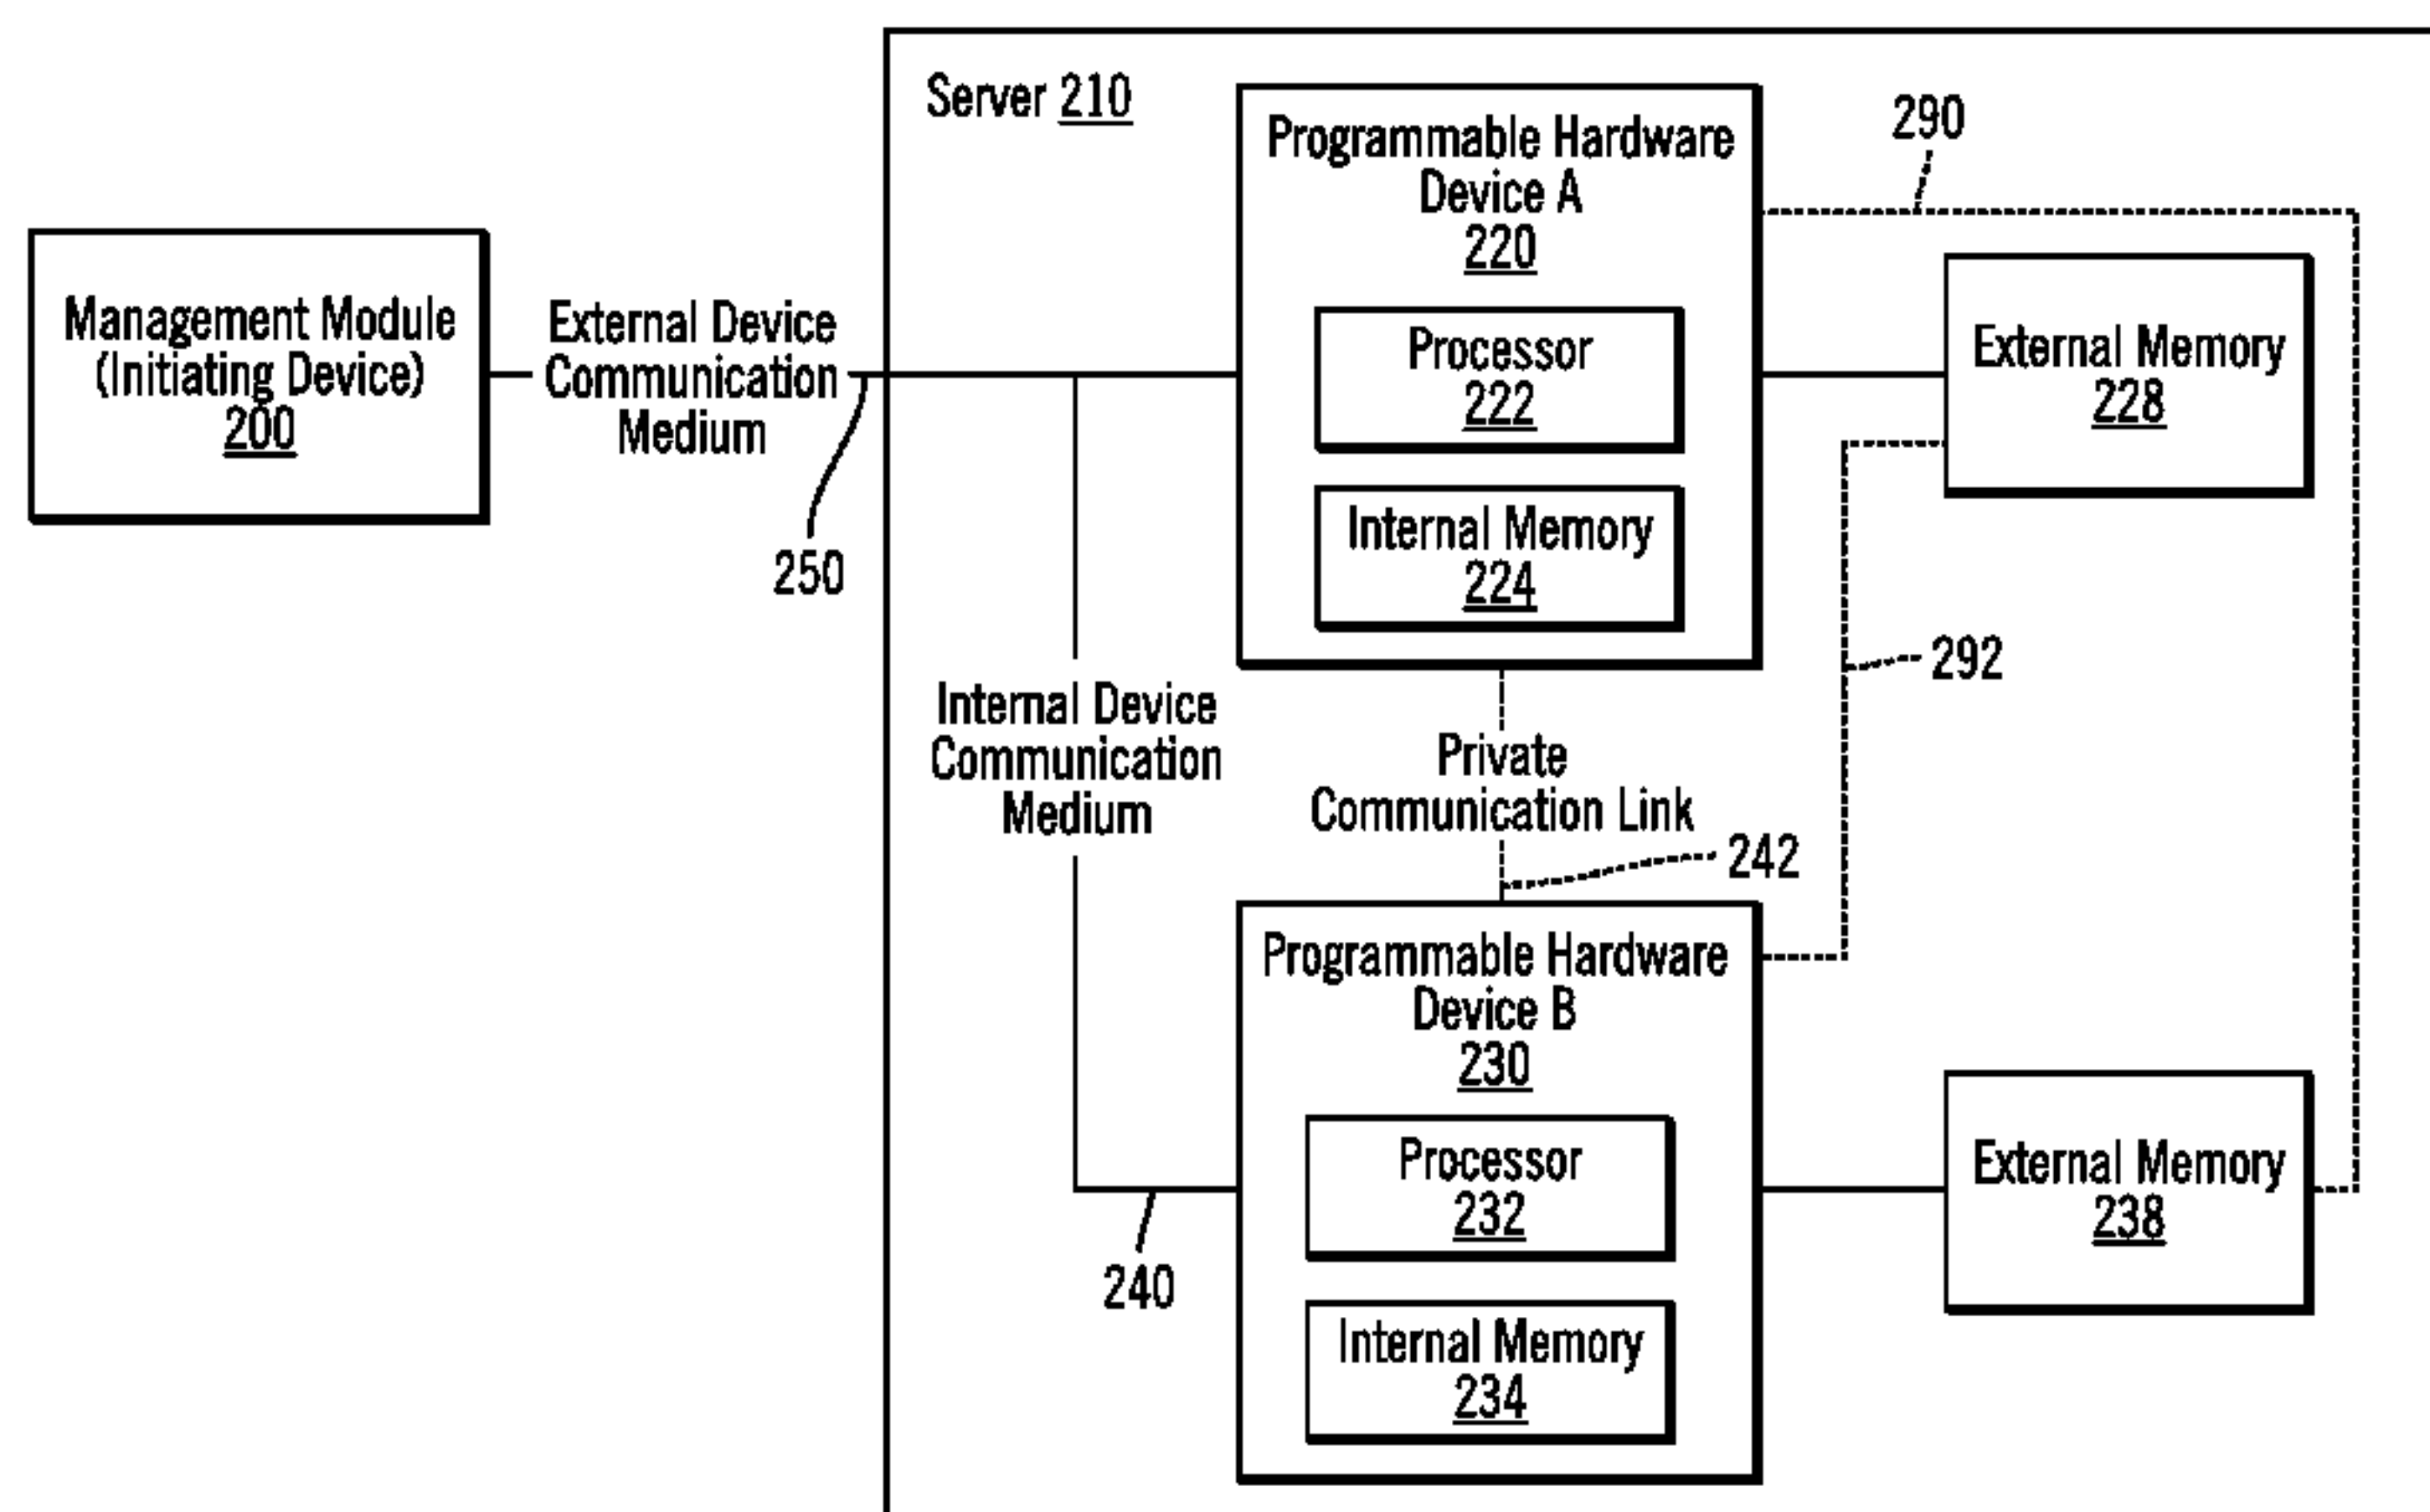 Server 210
Programmable Hardware
Device A
220
290
Management Module
(Initiating Device)
200
External Device
Communication
Medium
250
Processor
222
Internal Memory
224
External Memory
228
292
Internal Device
Communication
Medium
Private
Communication Link
242
Programmable Hardware
Device B
230
240
Processor
232
Internal Memory
234
External Memory
238